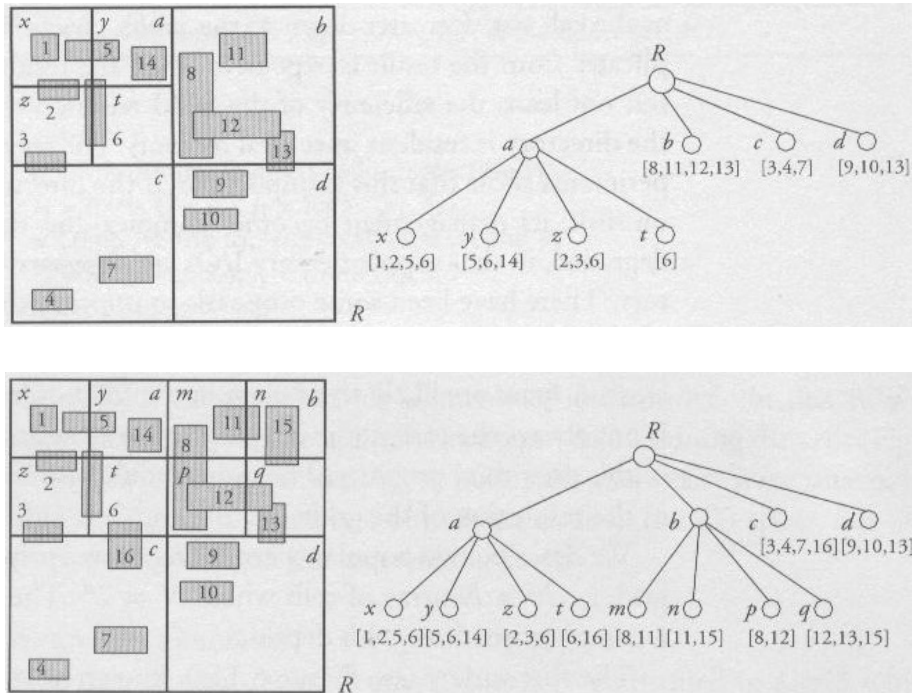 x y a b
1 5 14 8 11
z 2 t 12
3 6 13
c 9 d
10
7
4
R
R
a b c d
[8,11,12,13] [3,4,7] [9,10,13]
x y z t
[1,2,5,6] [5,6,14] [2,3,6] [6]
x y a m n b
1 5 14 8 11 15
z t p q
2 12
3 6 13
16 c 9 d
10
7
4
R
R
a b c d
[3,4,7,16] [9,10,13]
x y z t m n p q
[1,2,5,6] [5,6,14] [2,3,6] [6,16] [8,11] [11,15] [8,12] [12,13,15]